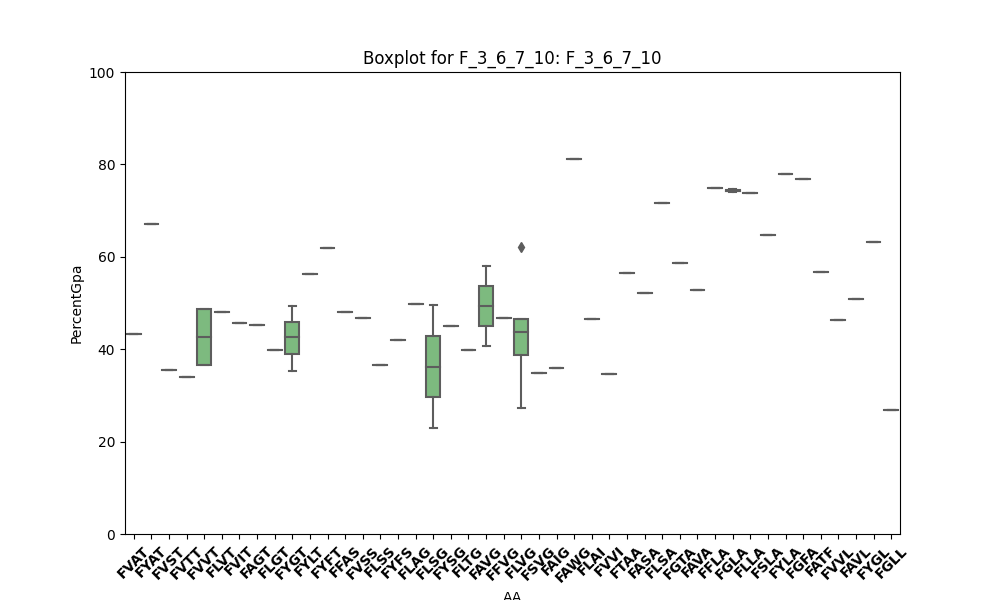 Boxplot for F_3_6_7_10: F_3_6_7_10
100
80
60
40
20
0
PercentGpa
FVAT
FYAT
FVST
FVTT
FVVT
FLVT
FVIT
FAGT
FLGT
FYGT
FYLT
FYFT
FFAS
FVSS
FLSS
FYFS
FLAG
FLSG
FYSG
FLTG
FAVG
FFVG
FLVG
FSVG
FAIG
FAWG
FLAI
FVVI
FTAA
FASA
FLSA
FGTA
FAVA
FFLA
FGLA
FLLA
FSLA
FYLA
FGFA
FATF
FVVL
FAVL
FYGL
FGLL
AA